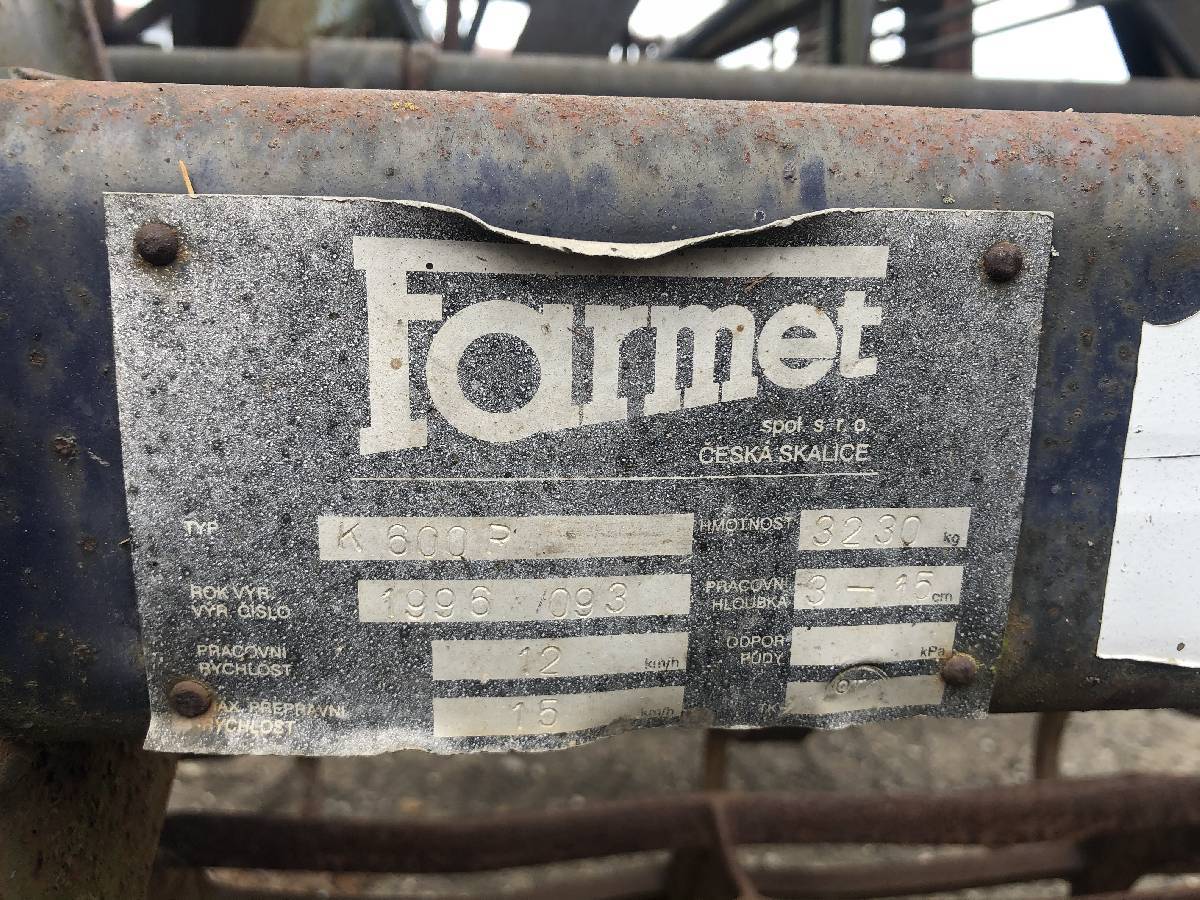 Farmet
spol. s r.o.
ČESKÁ SKALICE
TYP K 600 P
ROK VÝR.
VÝR. ČÍSLO 1996 /093
PRACOVNÍ
RYCHLOST 12 km/h
MAX. PŘEPRAVNÍ
RYCHLOST 15 km/h
HMOTNOST 3230 kg
PRACOVNÍ
HLOUBKA 3 - 15 cm
ODPOR
PŮDY kPa